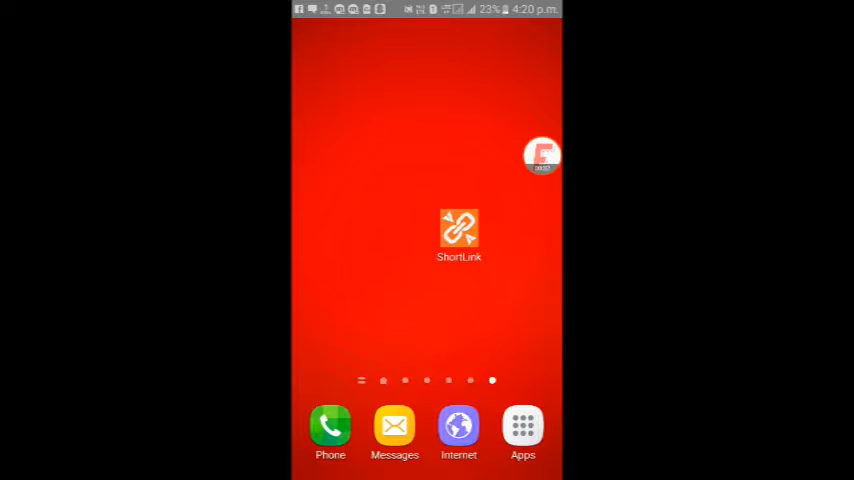 23% 4:20 p.m.
ShortLink
Phone
Messages
Internet
Apps